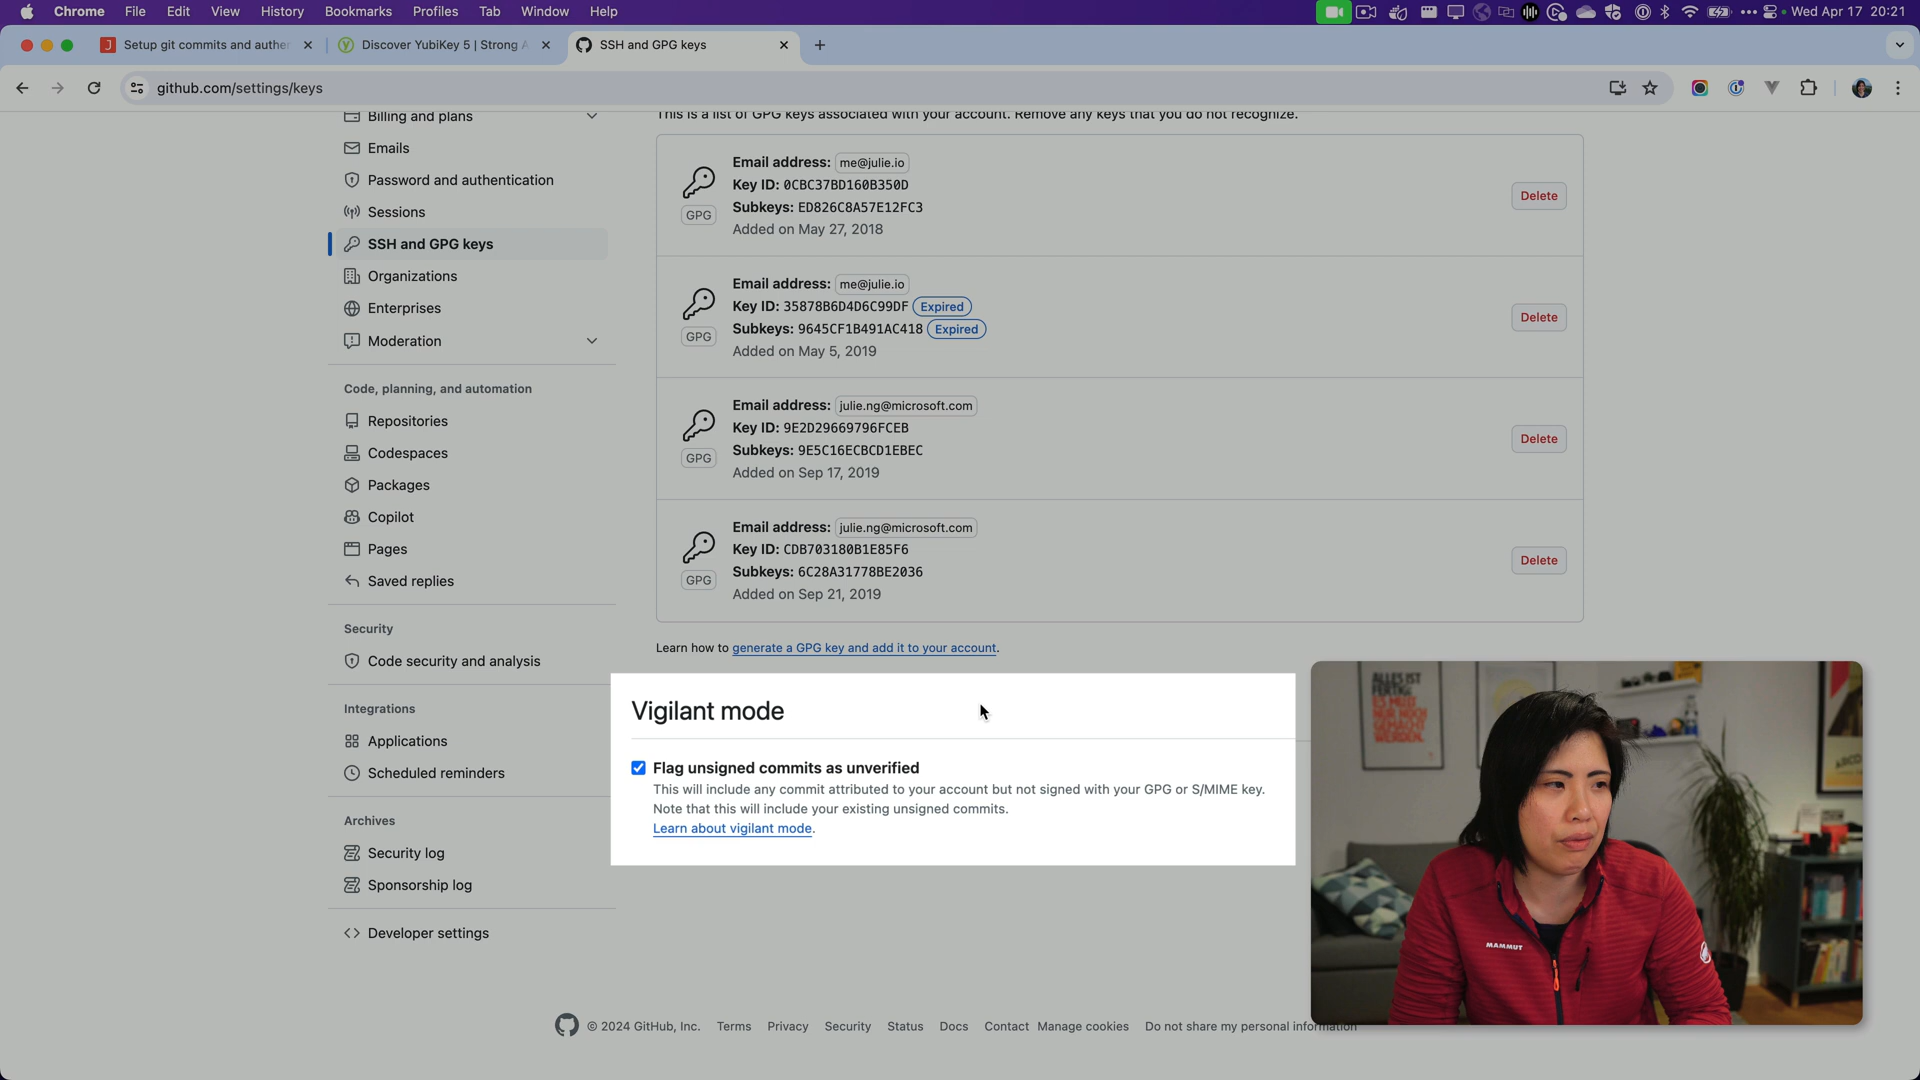 Chrome File Edit View History Bookmarks Profiles Tab Window Help Wed Apr 17 20:21
Setup git commits and auther
Discover YubiKey 5 | Strong A
SSH and GPG keys
github.com/settings/keys
Billing and plans
Emails
Password and authentication
Sessions
SSH and GPG keys
Organizations
Enterprises
Moderation
Code, planning, and automation
Repositories
Codespaces
Packages
Copilot
Pages
Saved replies
Security
Code security and analysis
Integrations
Applications
Scheduled reminders
Archives
Security log
Sponsorship log
Developer settings
This is a list of GPG keys associated with your account. Remove any keys that you do not recognize.
GPG
Email address: me@julie.io
Key ID: 0CBC37BD160B350D
Subkeys: ED826C8A57E12FC3
Added on May 27, 2018
Delete
GPG
Email address: me@julie.io
Key ID: 35878B6D4D6C99DF Expired
Subkeys: 9645CF1B491AC418 Expired
Added on May 5, 2019
Delete
GPG
Email address: julie.ng@microsoft.com
Key ID: 9E2D29669796FCEB
Subkeys: 9E5C16ECBCD1EBEC
Added on Sep 17, 2019
Delete
GPG
Email address: julie.ng@microsoft.com
Key ID: CDB703180B1E85F6
Subkeys: 6C28A31778BE2036
Added on Sep 21, 2019
Delete
Learn how to generate a GPG key and add it to your account.
Vigilant mode
Flag unsigned commits as unverified
This will include any commit attributed to your account but not signed with your GPG or S/MIME key.
Note that this will include your existing unsigned commits.
Learn about vigilant mode.
© 2024 GitHub, Inc. Terms Privacy Security Status Docs Contact Manage cookies Do not share my personal information
ALLES IST
FERTIG.
ES MUSS
NUR NOCH
GEMACHT
WERDEN.
MAMMUT